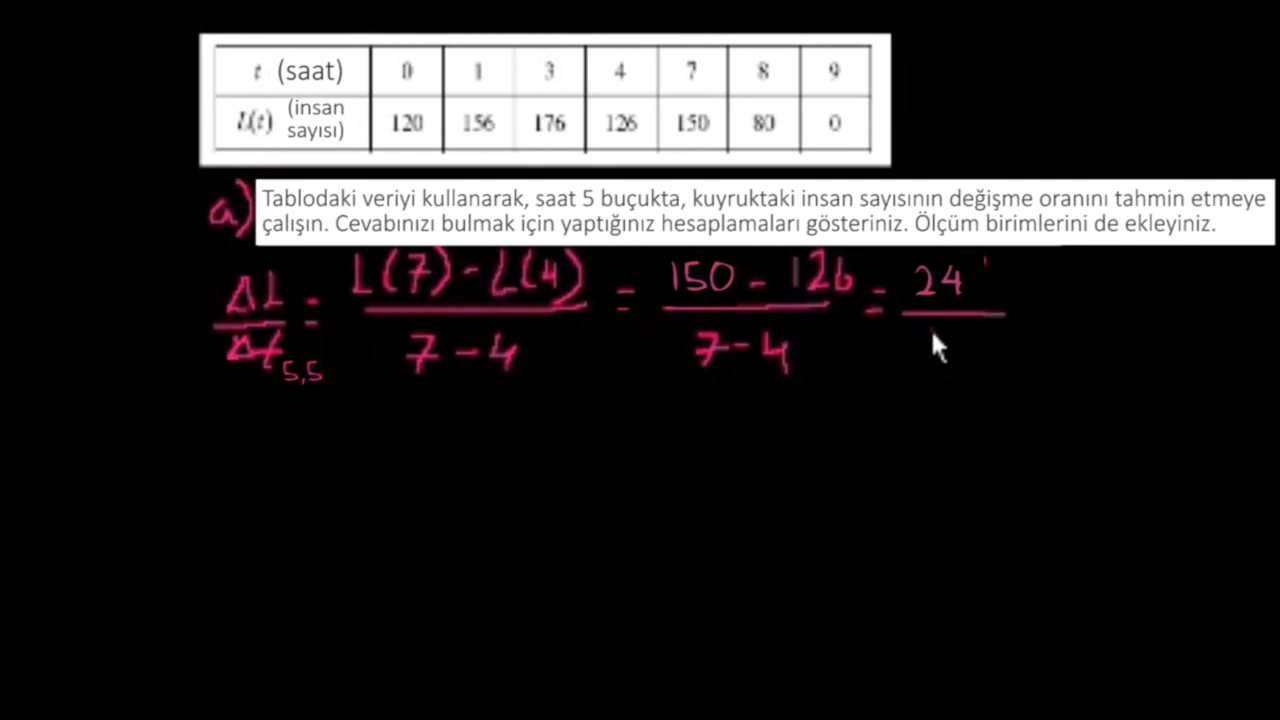 t (saat) 0 1 3 4 7 8 9
L(t) (insan sayısı) 120 156 176 126 150 80 0
a) Tablodaki veriyi kullanarak, saat 5 buçukta, kuyruktaki insan sayısının değişme oranını tahmin etmeye
çalışın. Cevabınızı bulmak için yaptığınız hesaplamaları gösteriniz. Ölçüm birimlerini de ekleyiniz.
ΔL/Δt 5,5 = L(7) - L(4) / 7 - 4 = 150 - 126 / 7 - 4 = 24 /